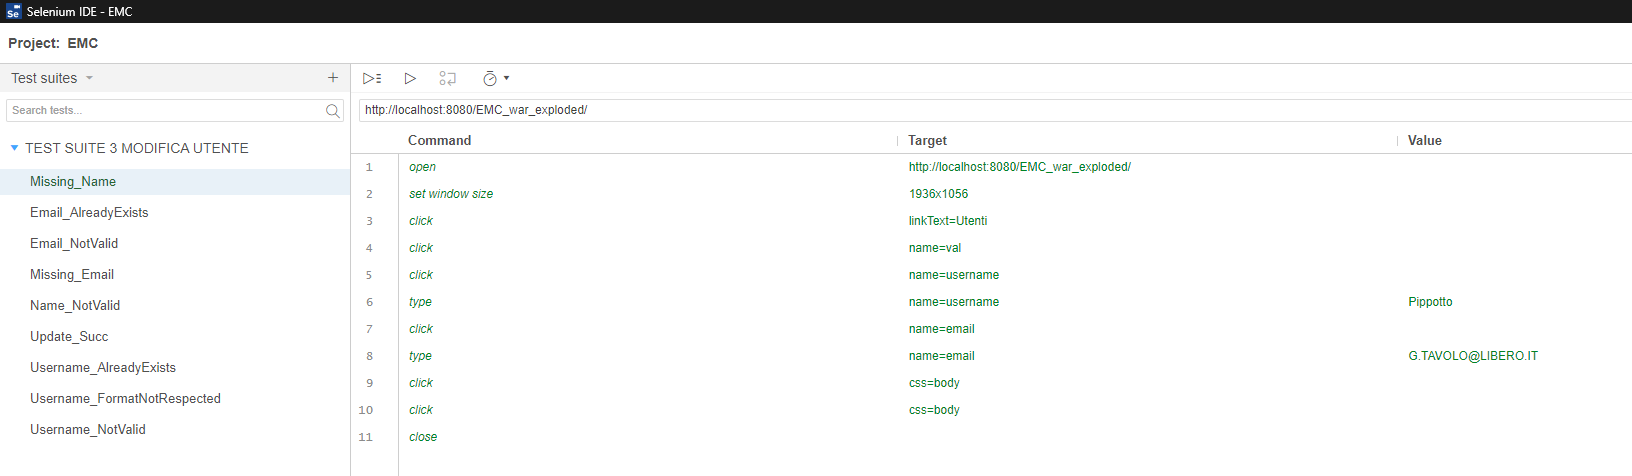 Se Selenium IDE - EMC
Project: EMC
Test suites
+
Search tests...
http://localhost:8080/EMC_war_exploded/
TEST SUITE 3 MODIFICA UTENTE
Missing_Name
Email_AlreadyExists
Email_NotValid
Missing_Email
Name_NotValid
Update_Succ
Username_AlreadyExists
Username_FormatNotRespected
Username_NotValid
Command Target Value
1 open http://localhost:8080/EMC_war_exploded/
2 set window size 1936x1056
3 click linkText=Utenti
4 click name=val
5 click name=username
6 type name=username Pippotto
7 click name=email
8 type name=email G.TAVOLO@LIBERO.IT
9 click css=body
10 click css=body
11 close